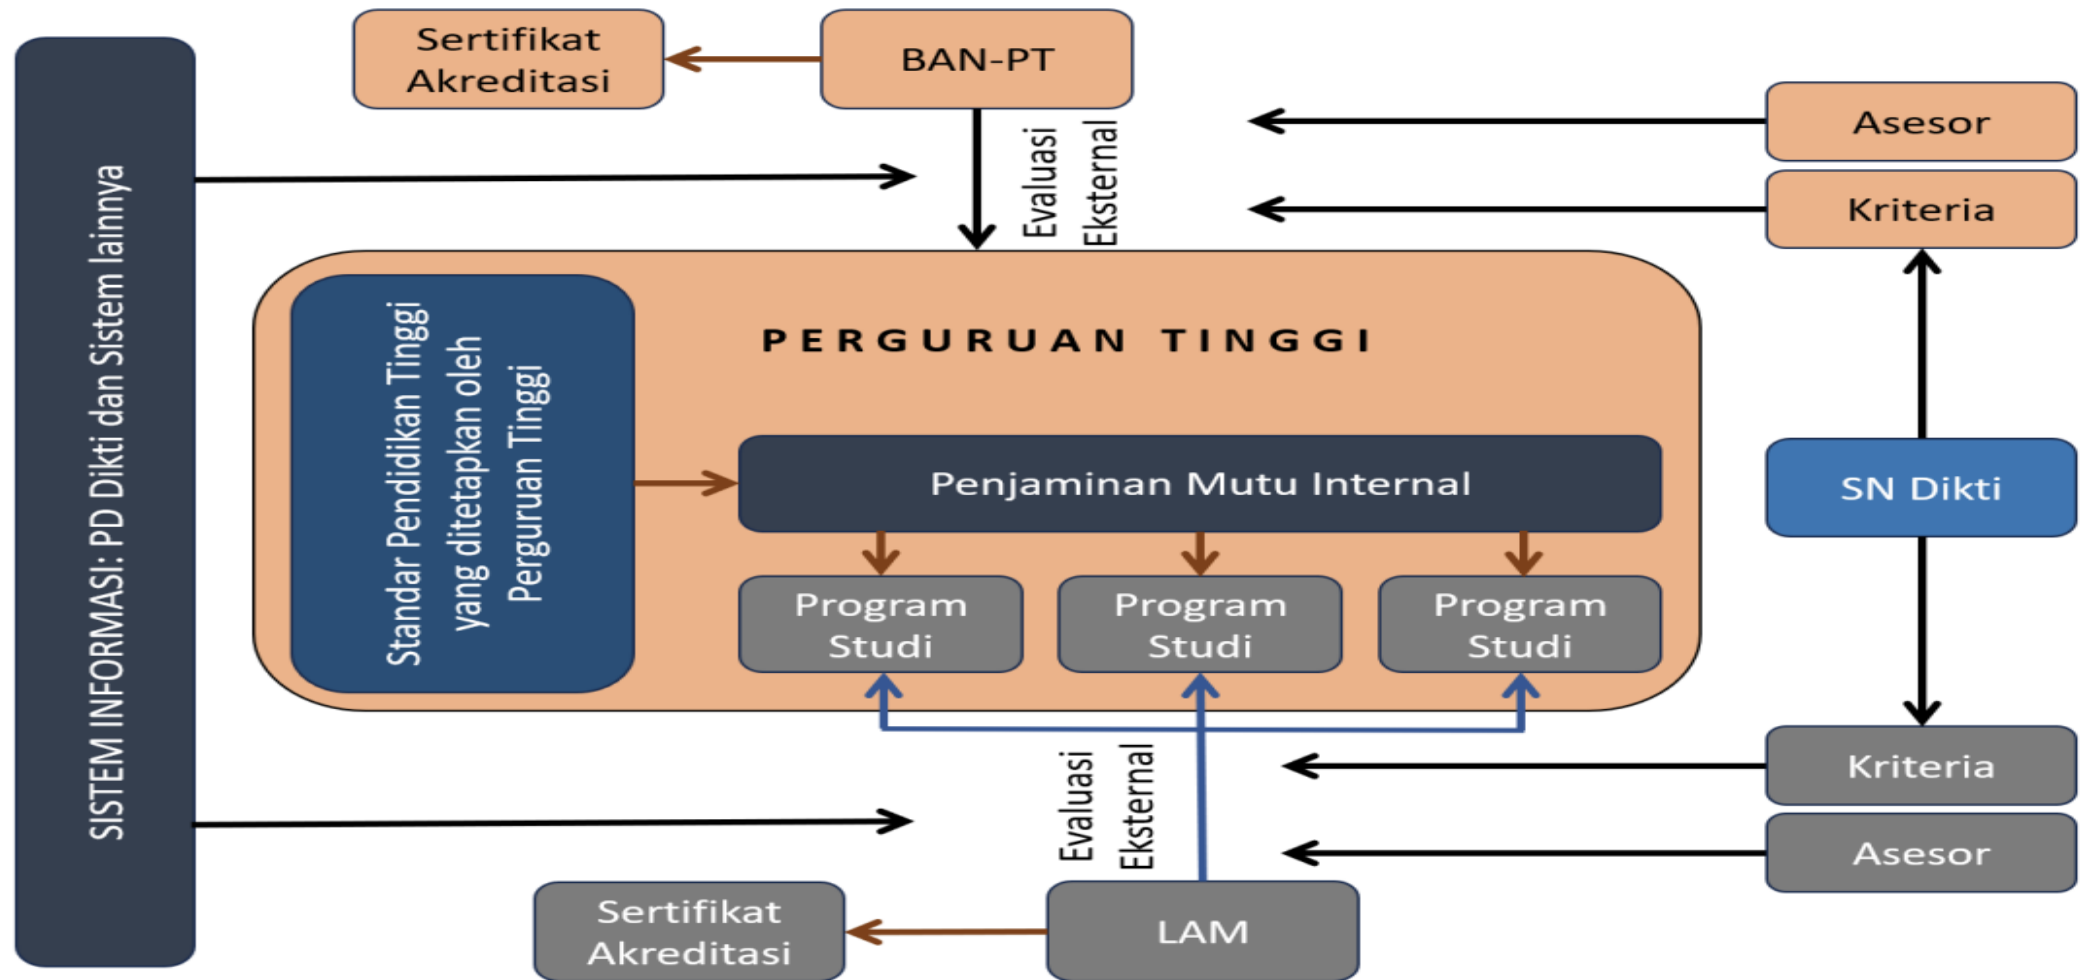 SISTEM INFORMASI: PD Dikti dan Sistem lainnya
Sertifikat
Akreditasi
BAN-PT
Evaluasi
Eksternal
Asesor
Kriteria
PERGURUAN TINGGI
Standar Pendidikan Tinggi
yang ditetapkan oleh
Perguruan Tinggi
Penjaminan Mutu Internal
Program
Studi
Program
Studi
Program
Studi
SN Dikti
Evaluasi
Eksternal
Kriteria
Asesor
Sertifikat
Akreditasi
LAM